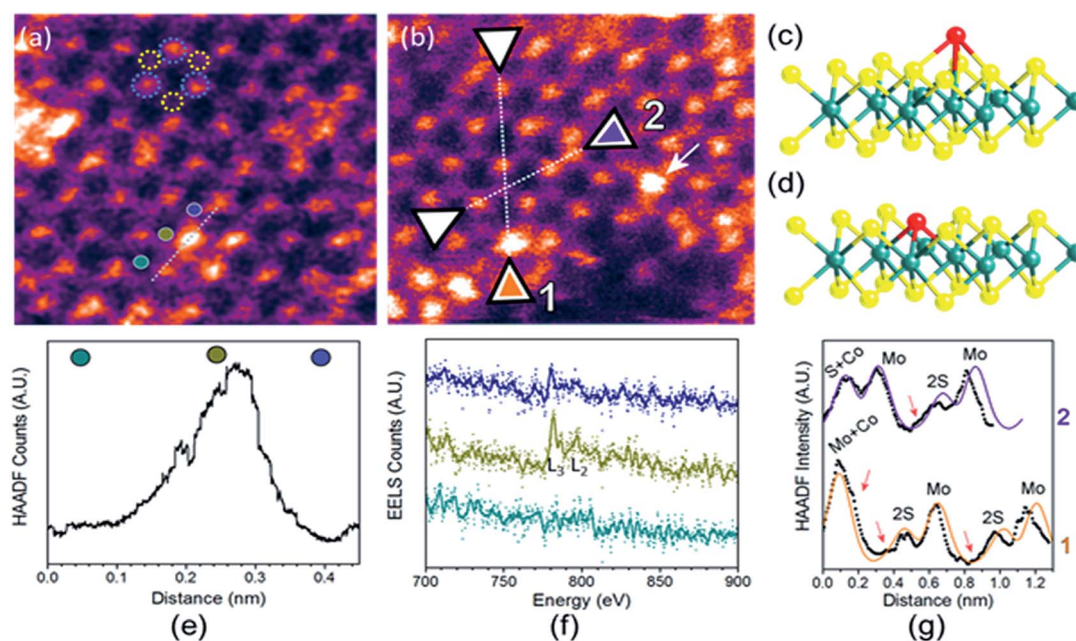 (a)
(b)
2
1
(c)
(d)
HAADF Counts (A.U.)
0.0 0.1 0.2 0.3 0.4
Distance (nm)
(e)
EELS Counts (A.U.)
L3 L2
700 750 800 850 900
Energy (eV)
(f)
HAADF Intensity (A.U.)
S+Co Mo 2S Mo
2
Mo+Co 2S Mo 2S Mo
1
0.0 0.2 0.4 0.6 0.8 1.0 1.2
Distance (nm)
(g)